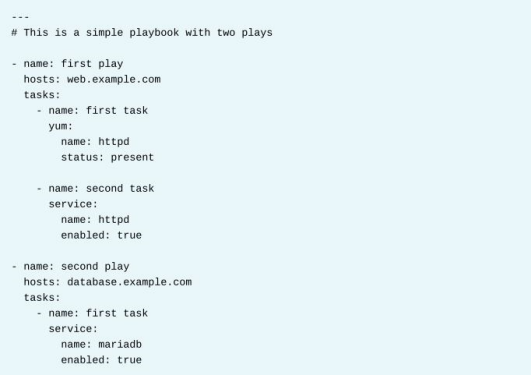 ---
# This is a simple playbook with two plays
- name: first play
  hosts: web.example.com
  tasks:
    - name: first task
      yum:
        name: httpd
        status: present
    - name: second task
      service:
        name: httpd
        enabled: true
- name: second play
  hosts: database.example.com
  tasks:
    - name: first task
      service:
        name: mariadb
        enabled: true